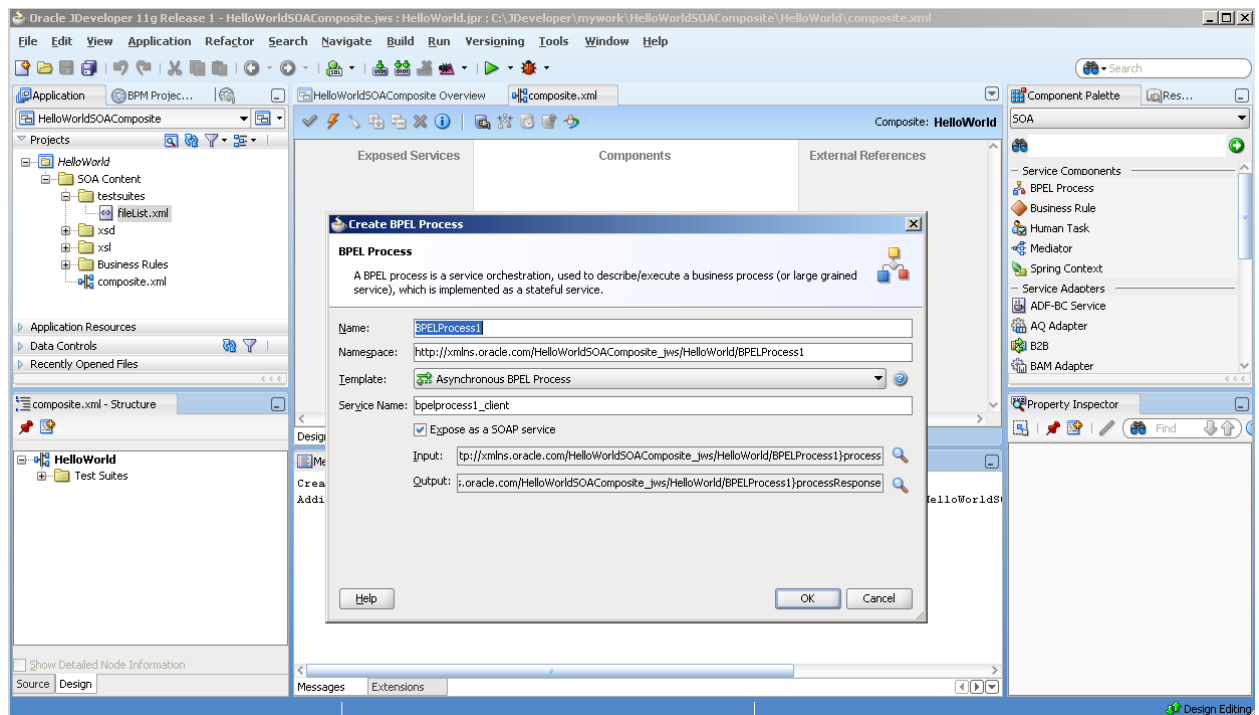 Oracle JDeveloper 11g Release 1 - HelloWorldSOAComposite.jws : HelloWorld.jpr : C:\JDeveloper\mywork\HelloWorldSOAComposite\HelloWorld\composite.xml
File Edit View Application Refactor Search Navigate Build Run Versioning Tools Window Help
Search
Application BPM Projec...
HelloWorldSOAComposite Overview composite.xml
Component Palette Res...
HelloWorldSOAComposite
Composite: HelloWorld
SOA
Projects
HelloWorld
SOA Content
testsuites
fileList.xml
xsd
xsl
Business Rules
composite.xml
Application Resources
Data Controls
Recently Opened Files
Exposed Services Components External References
Service Components
BPEL Process
Business Rule
Human Task
Mediator
Spring Context
Service Adapters
ADF-BC Service
AQ Adapter
B2B
BAM Adapter
Create BPEL Process
BPEL Process
A BPEL process is a service orchestration, used to describe/execute a business process (or large grained
service), which is implemented as a stateful service.
Name: BPELProcess1
Namespace: http://xmlns.oracle.com/HelloWorldSOAComposite_jws/HelloWorld/BPELProcess1
Template: Asynchronous BPEL Process
Service Name: bpelprocess1_client
Expose as a SOAP service
Input: tp://xmlns.oracle.com/HelloWorldSOAComposite_jws/HelloWorld/BPELProcess1}process
Output: s.oracle.com/HelloWorldSOAComposite_jws/HelloWorld/BPELProcess1}processResponse
Help OK Cancel
composite.xml - Structure
HelloWorld
Test Suites
Show Detailed Node Information
Source Design
Desig
Me
Crea
Addi
HelloWorldS
Messages Extensions
Property Inspector
Find
Design Editing